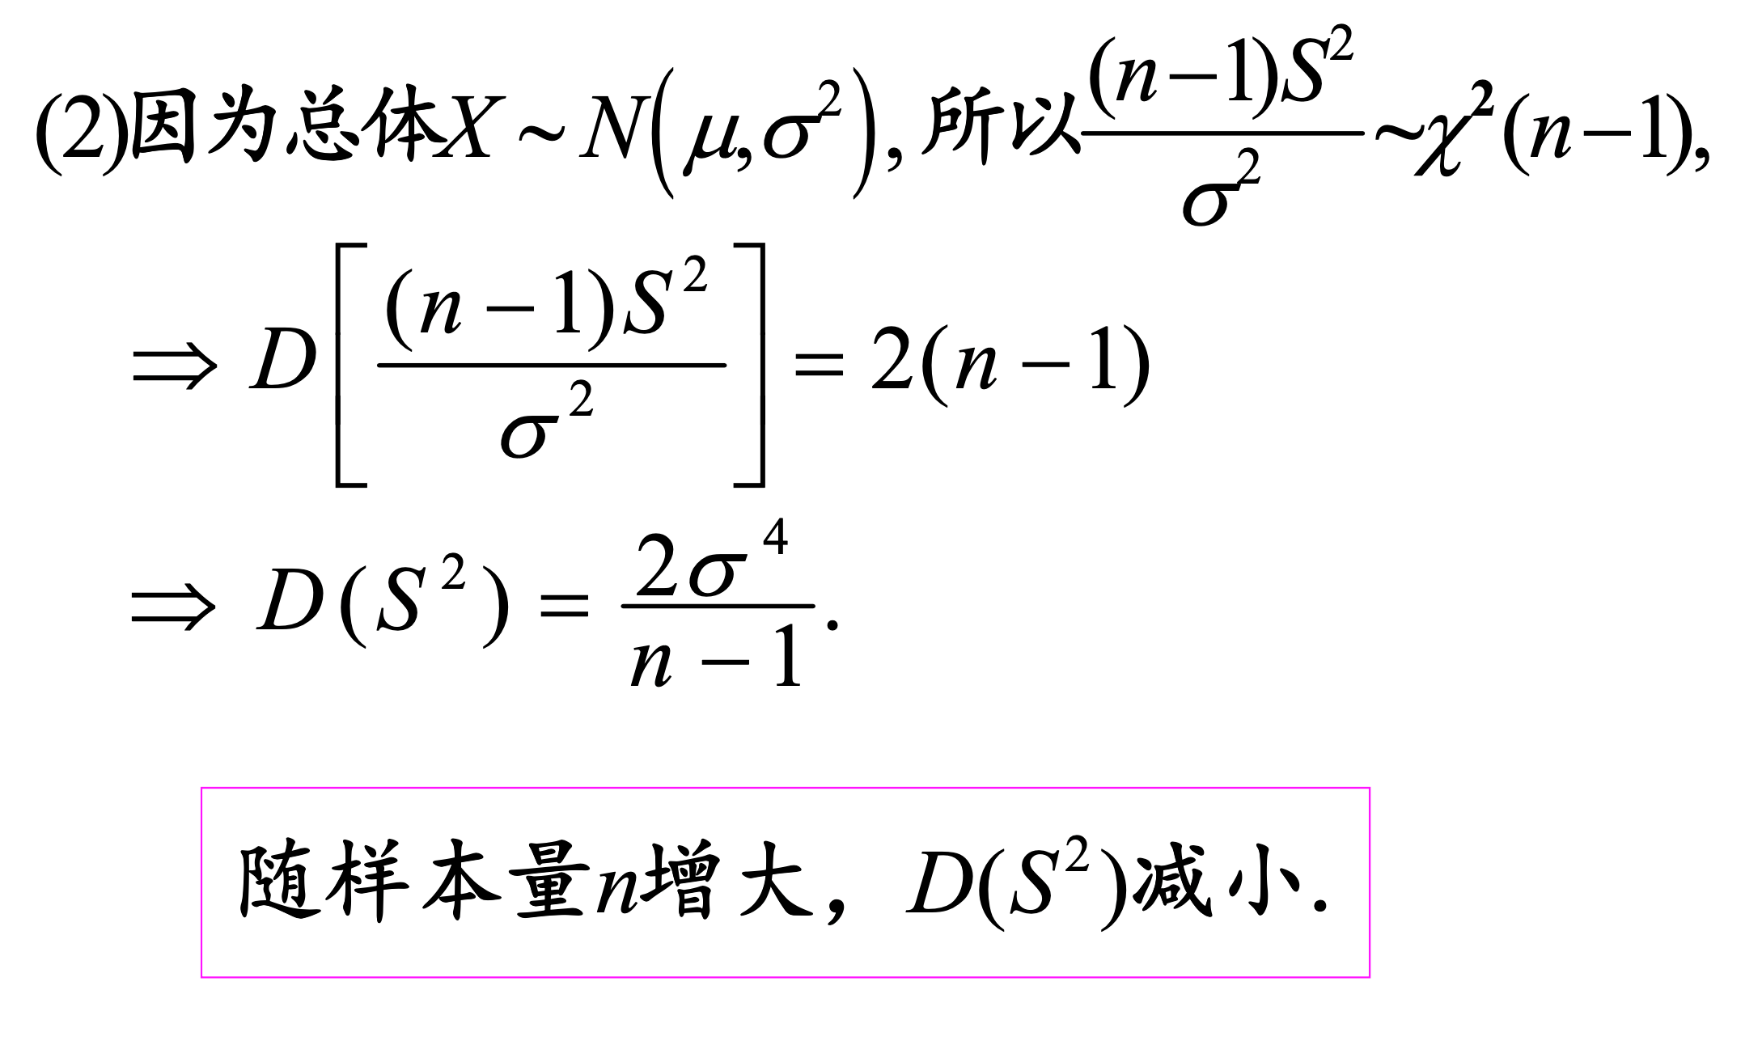 (2)因为总体X ~ N(μ,σ²), 所以(n−1)S²/σ² ~χ²(n−1),
⇒ D[(n−1)S²/σ²] = 2(n−1)
⇒ D(S²) = 2σ⁴/(n−1).
随样本量n增大，D(S²)减小.